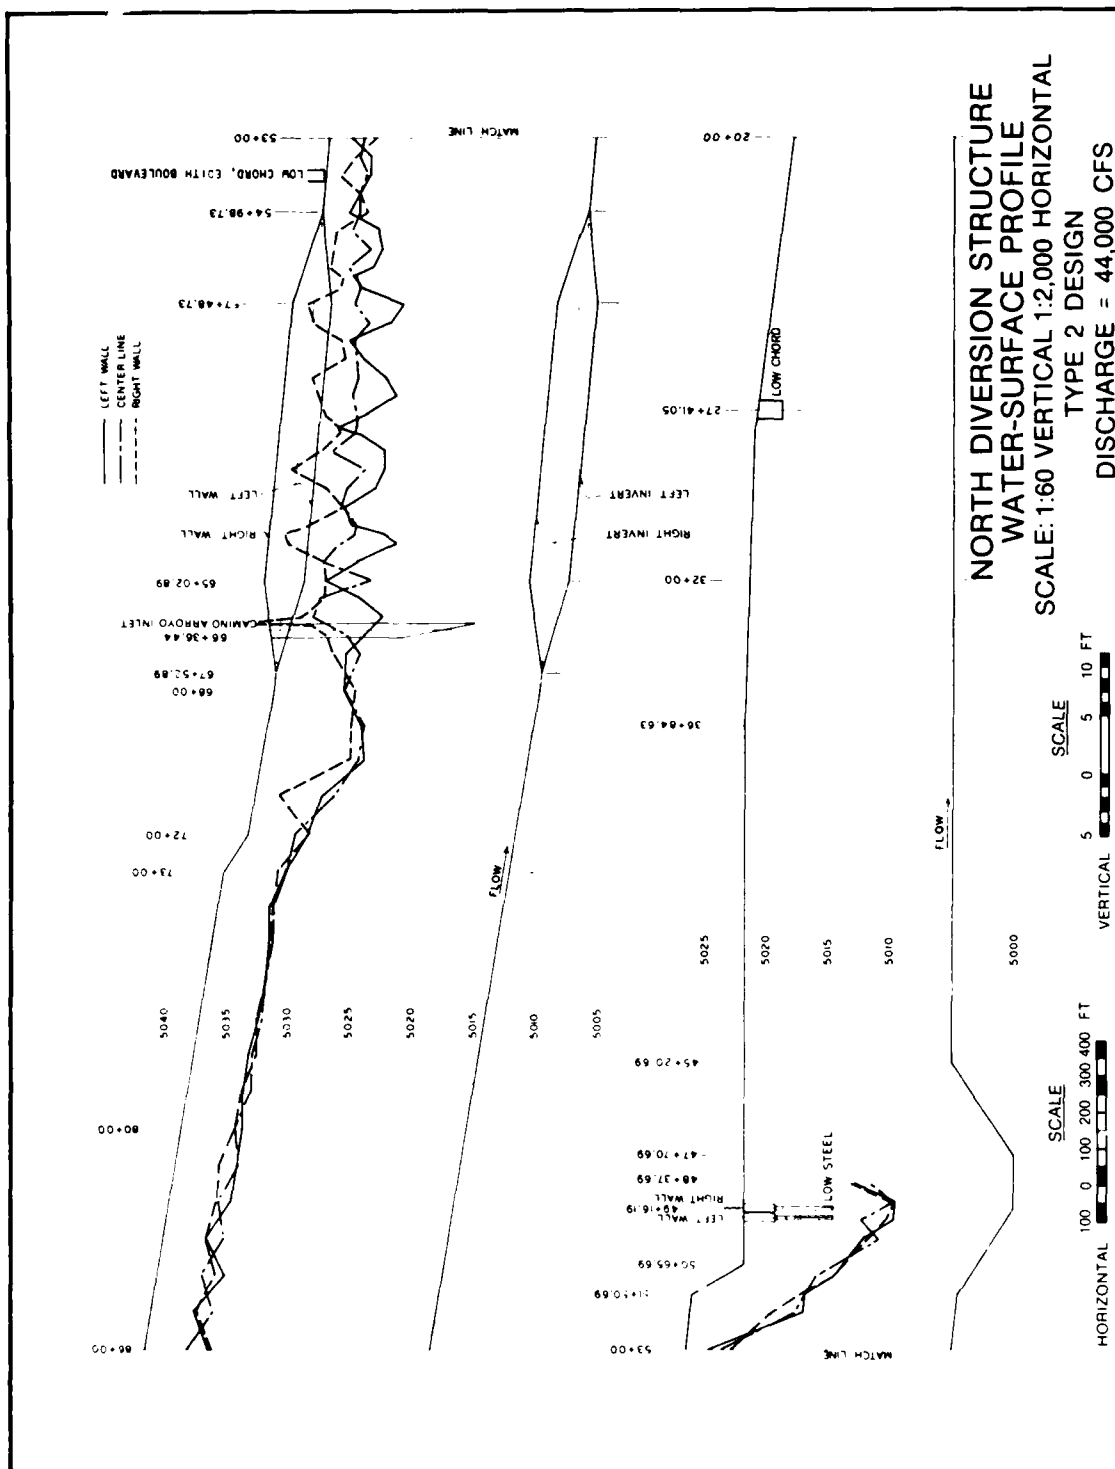 LEFT WALL
CENTER LINE
RIGHT WALL
86+00
80+00
73+00
72+00
68+00
67+52.89
66+36.44
CAMINO ARROYO INLET
65+02.89
RIGHT WALL
LEFT WALL
57+48.73
54+98.73
LOW CHORD, EDITH BOULEVARD
53+00
MATCH LINE
5040
5035
5030
5025
5020
5015
5010
5005
FLOW
RIGHT INVERT
LEFT INVERT
53+00
MATCH LINE
50+65.69
LEFT WALL
49+16.19
RIGHT WALL
48+37.69
47+70.69
LOW STEEL
45+20.69
5025
5020
5015
5010
5000
FLOW
36+84.63
32+00
27+41.05
LOW CHORD
20+00
NORTH DIVERSION STRUCTURE
WATER-SURFACE PROFILE
SCALE: 1:60 VERTICAL 1:2,000 HORIZONTAL
TYPE 2 DESIGN
DISCHARGE = 44,000 CFS
SCALE
HORIZONTAL 100 0 100 200 300 400 FT
SCALE
VERTICAL 5 0 5 10 FT